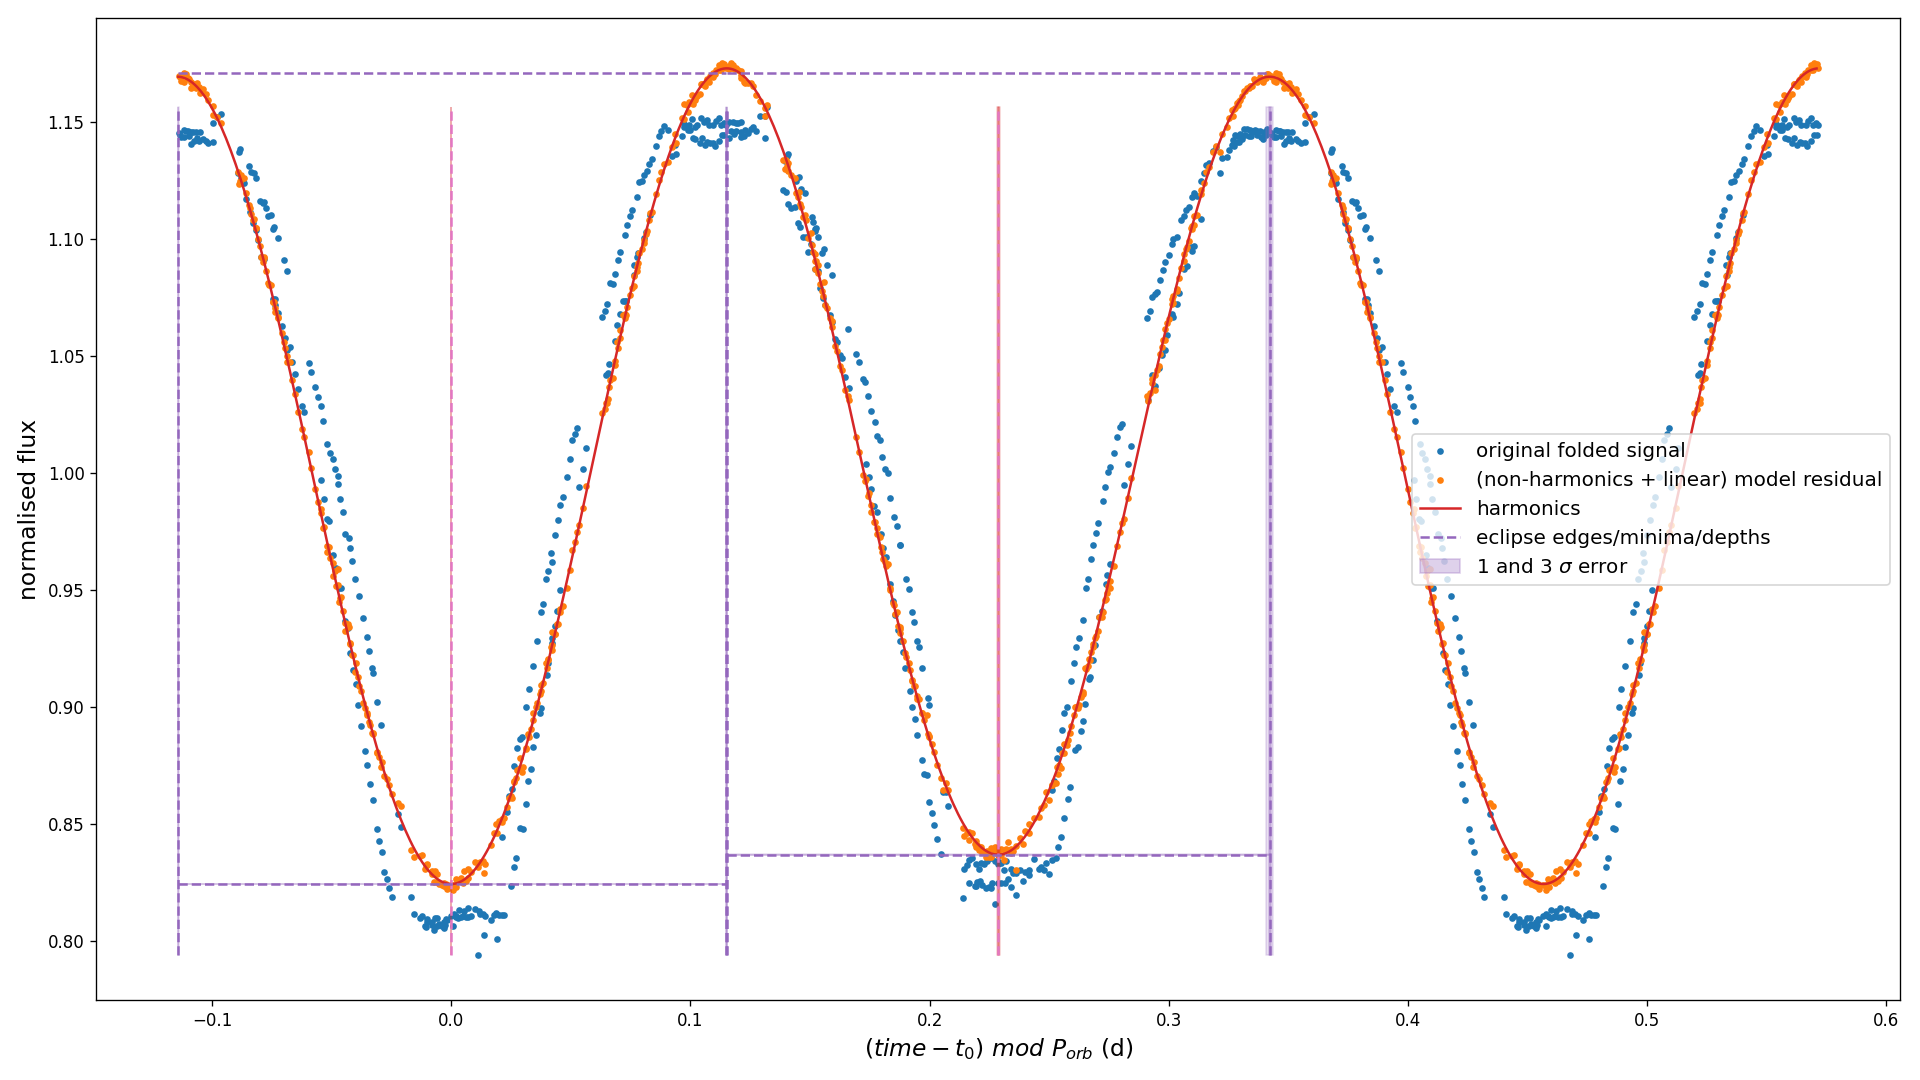 normalised flux
1.15
1.10
1.05
1.00
0.95
0.90
0.85
0.80
original folded signal
(non-harmonics + linear) model residual
harmonics
eclipse edges/minima/depths
1 and 3 σ error
−0.1
0.0
0.1
0.2
0.3
0.4
0.5
0.6
(time − t₀) mod Pₒᵣb (d)